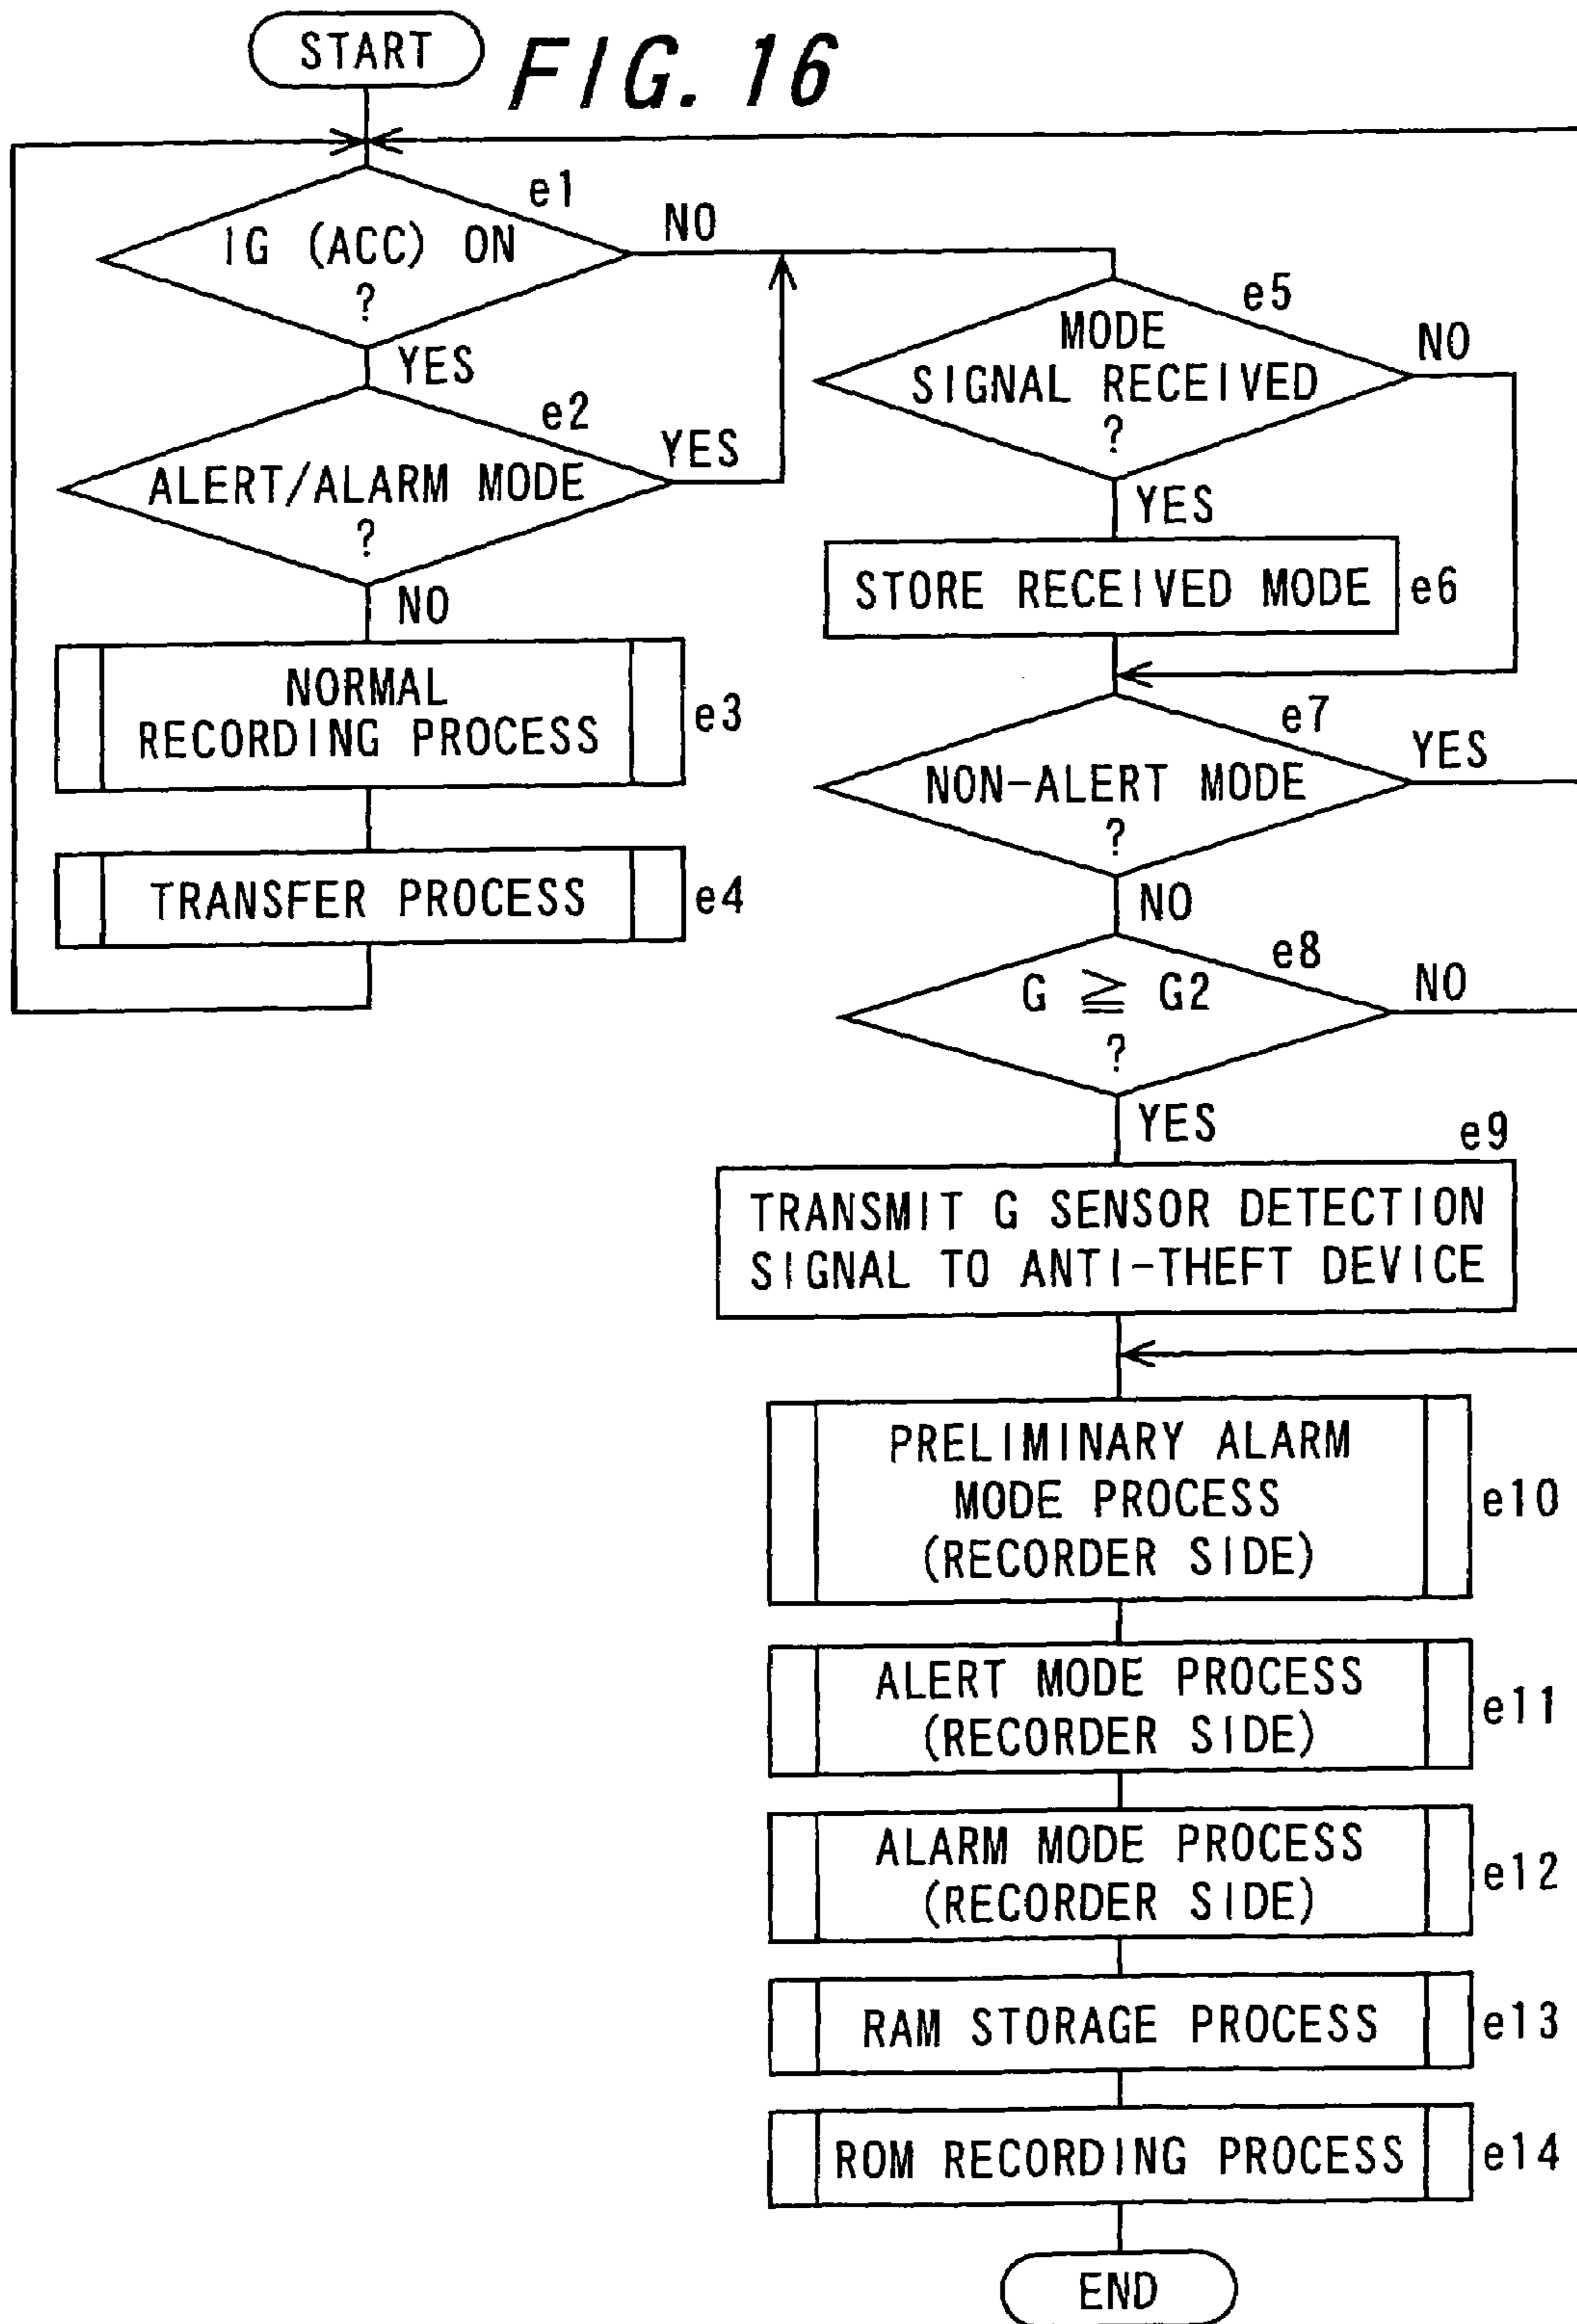 START
FIG. 16
e1
IG (ACC) ON
?
NO
YES
e2
ALERT/ALARM MODE
?
YES
NO
NORMAL
RECORDING PROCESS
e3
TRANSFER PROCESS
e4
e5
MODE
SIGNAL RECEIVED
?
NO
YES
STORE RECEIVED MODE
e6
e7
NON-ALERT MODE
?
YES
NO
e8
G ≧ G2
?
NO
YES
e9
TRANSMIT G SENSOR DETECTION
SIGNAL TO ANTI-THEFT DEVICE
PRELIMINARY ALARM
MODE PROCESS
(RECORDER SIDE)
e10
ALERT MODE PROCESS
(RECORDER SIDE)
e11
ALARM MODE PROCESS
(RECORDER SIDE)
e12
RAM STORAGE PROCESS
e13
ROM RECORDING PROCESS
e14
END